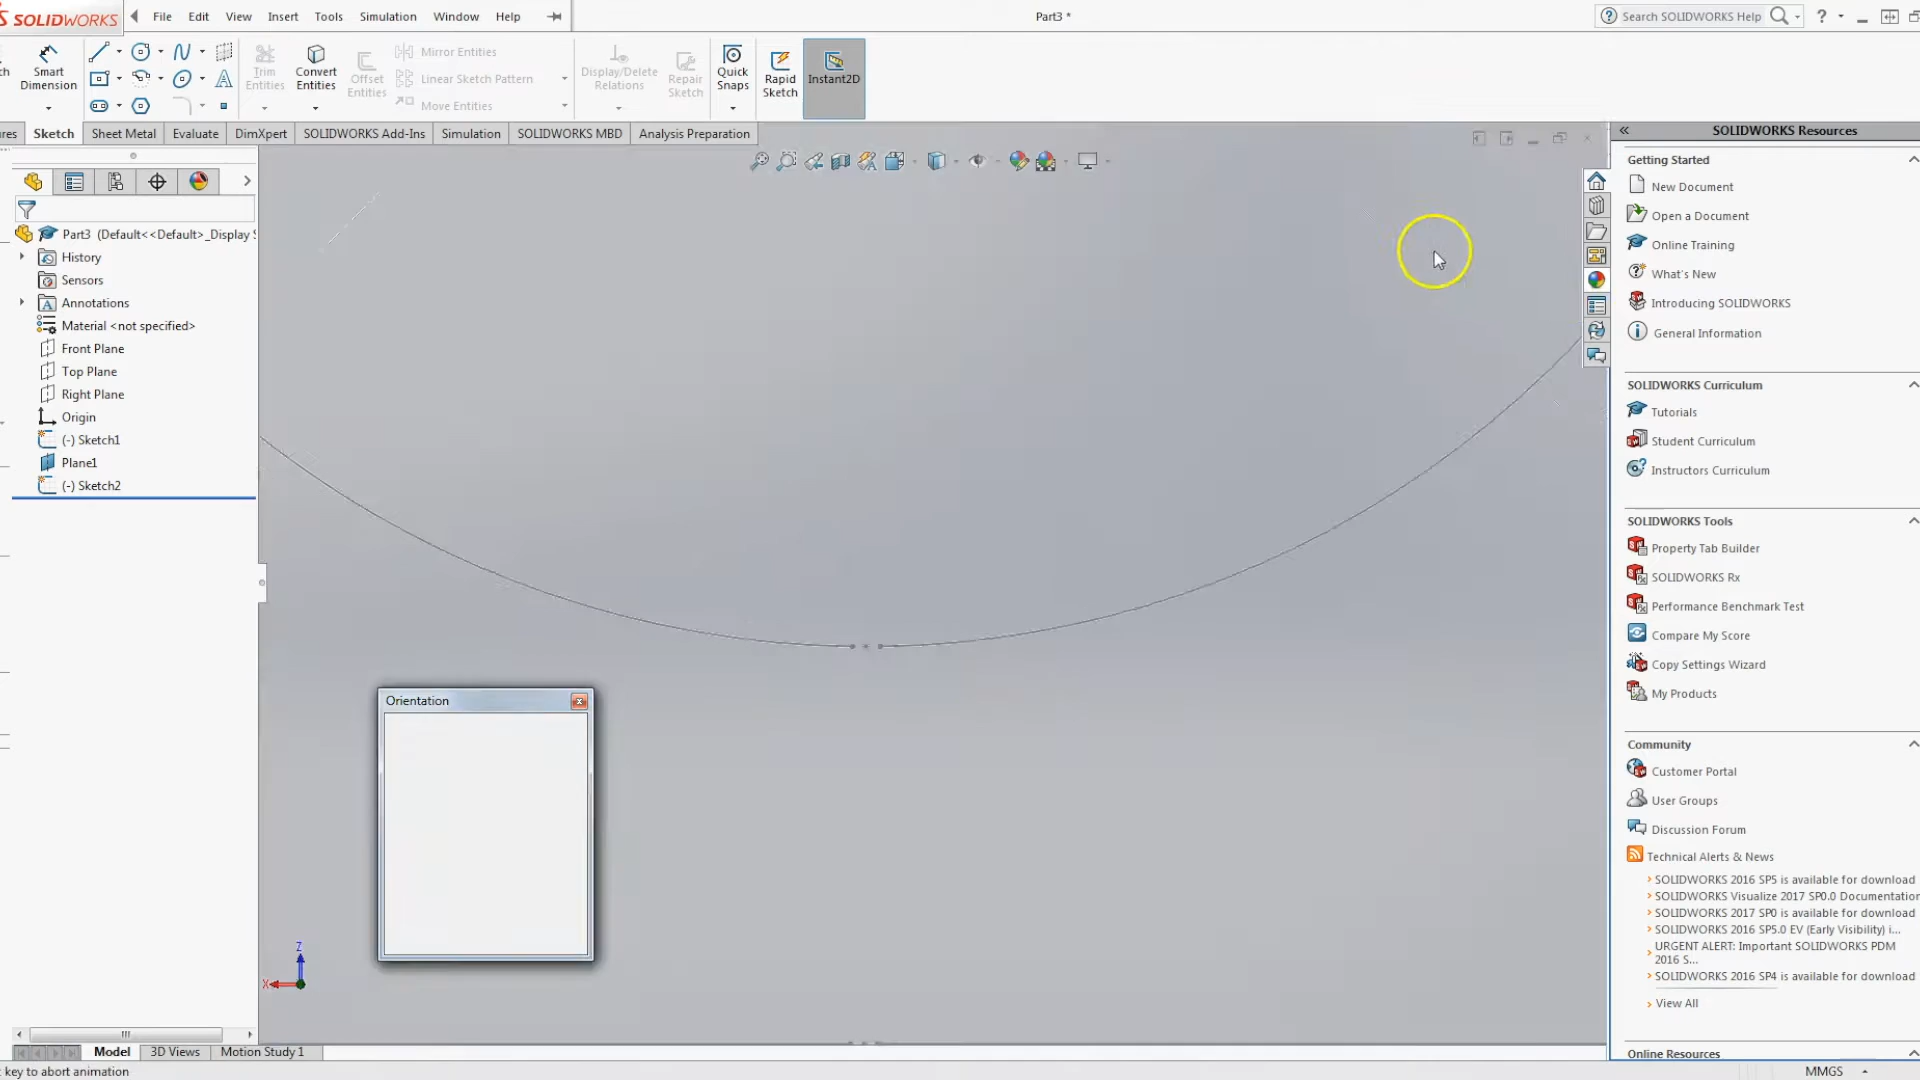 SOLIDWORKS
File
Edit
View
Insert
Tools
Simulation
Window
Help
Part3 *
Search SOLIDWORKS Help
?
Smart
Dimension
Trim
Entities
Convert
Entities
Offset
Entities
Mirror Entities
Linear Sketch Pattern
Move Entities
Display/Delete
Relations
Repair
Sketch
Quick
Snaps
Rapid
Sketch
Instant2D
Sketch
Sheet Metal
Evaluate
DimXpert
SOLIDWORKS Add-Ins
Simulation
SOLIDWORKS MBD
Analysis Preparation
SOLIDWORKS Resources
Part3 (Default<<Default>_Display S
History
Sensors
Annotations
Material <not specified>
Front Plane
Top Plane
Right Plane
Origin
(-) Sketch1
Plane1
(-) Sketch2
Orientation
Z
X
Getting Started
New Document
Open a Document
Online Training
What's New
Introducing SOLIDWORKS
General Information
SOLIDWORKS Curriculum
Tutorials
Student Curriculum
Instructors Curriculum
SOLIDWORKS Tools
Property Tab Builder
SOLIDWORKS Rx
Performance Benchmark Test
Compare My Score
Copy Settings Wizard
My Products
Community
Customer Portal
User Groups
Discussion Forum
Technical Alerts & News
SOLIDWORKS 2016 SP5 is available for download
SOLIDWORKS Visualize 2017 SP0.0 Documentation
SOLIDWORKS 2017 SP0 is available for download
SOLIDWORKS 2016 SP5.0 EV (Early Visibility) i...
URGENT ALERT: Important SOLIDWORKS PDM
2016 S...
SOLIDWORKS 2016 SP4 is available for download
View All
Online Resources
Model
3D Views
Motion Study 1
key to abort animation
MMGS